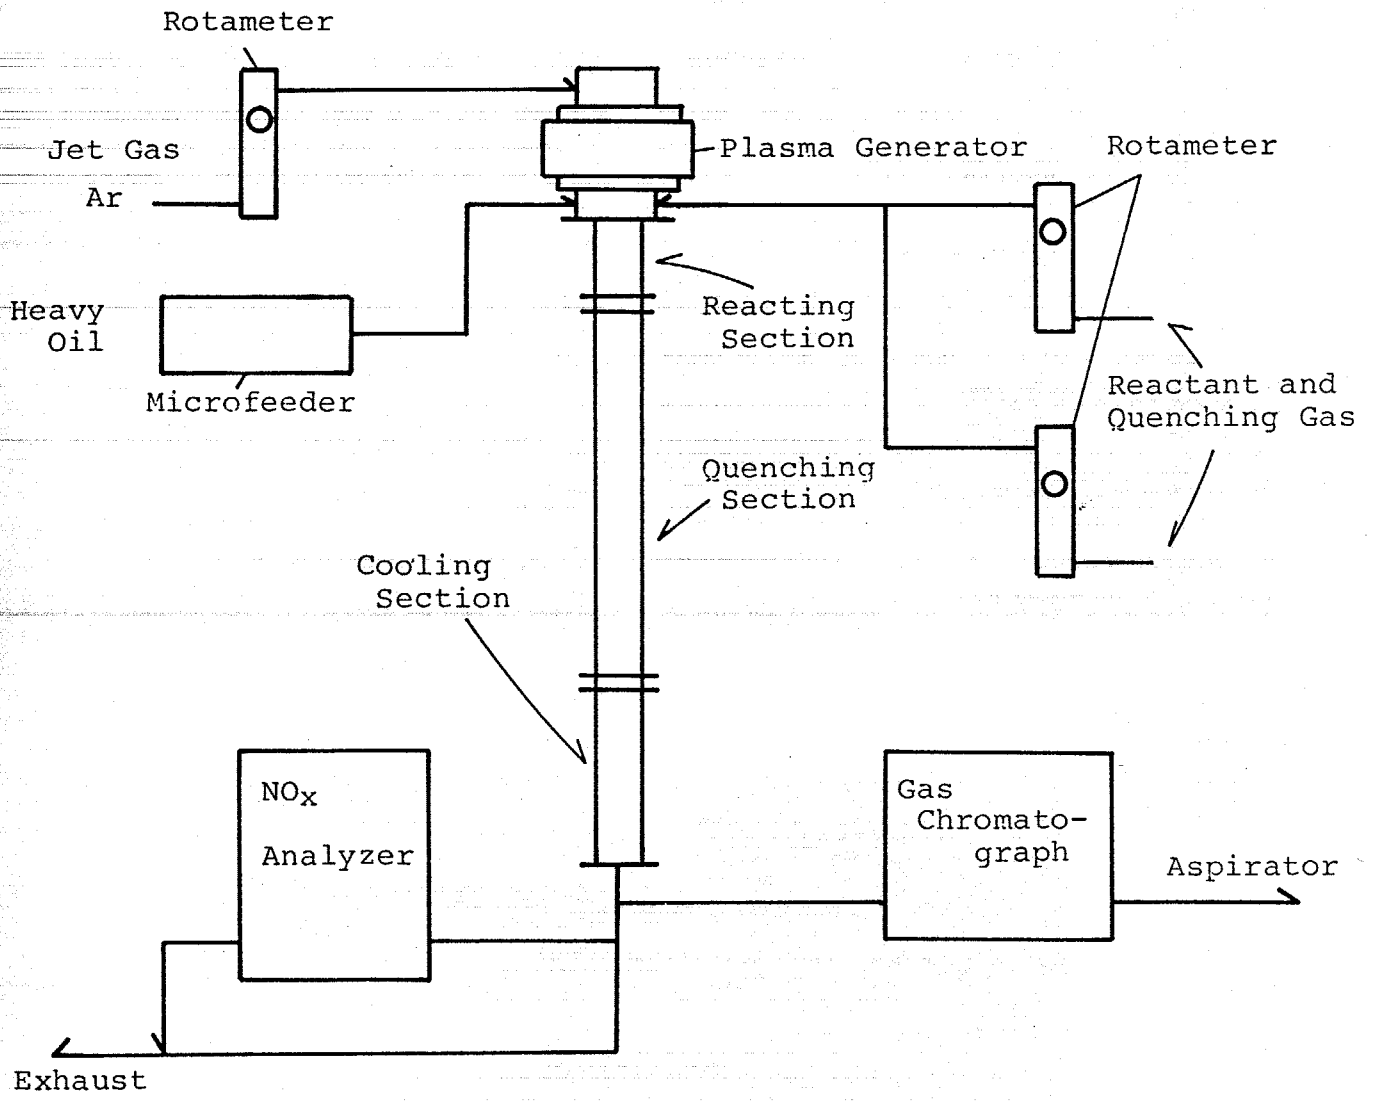 Rotameter
Jet Gas
Ar
Plasma Generator
Rotameter
Heavy
Oil
Microfeeder
Reacting
Section
Reactant and
Quenching Gas
Quenching
Section
Cooling
Section
NOx
Analyzer
Gas
Chromato-
graph
Aspirator
Exhaust